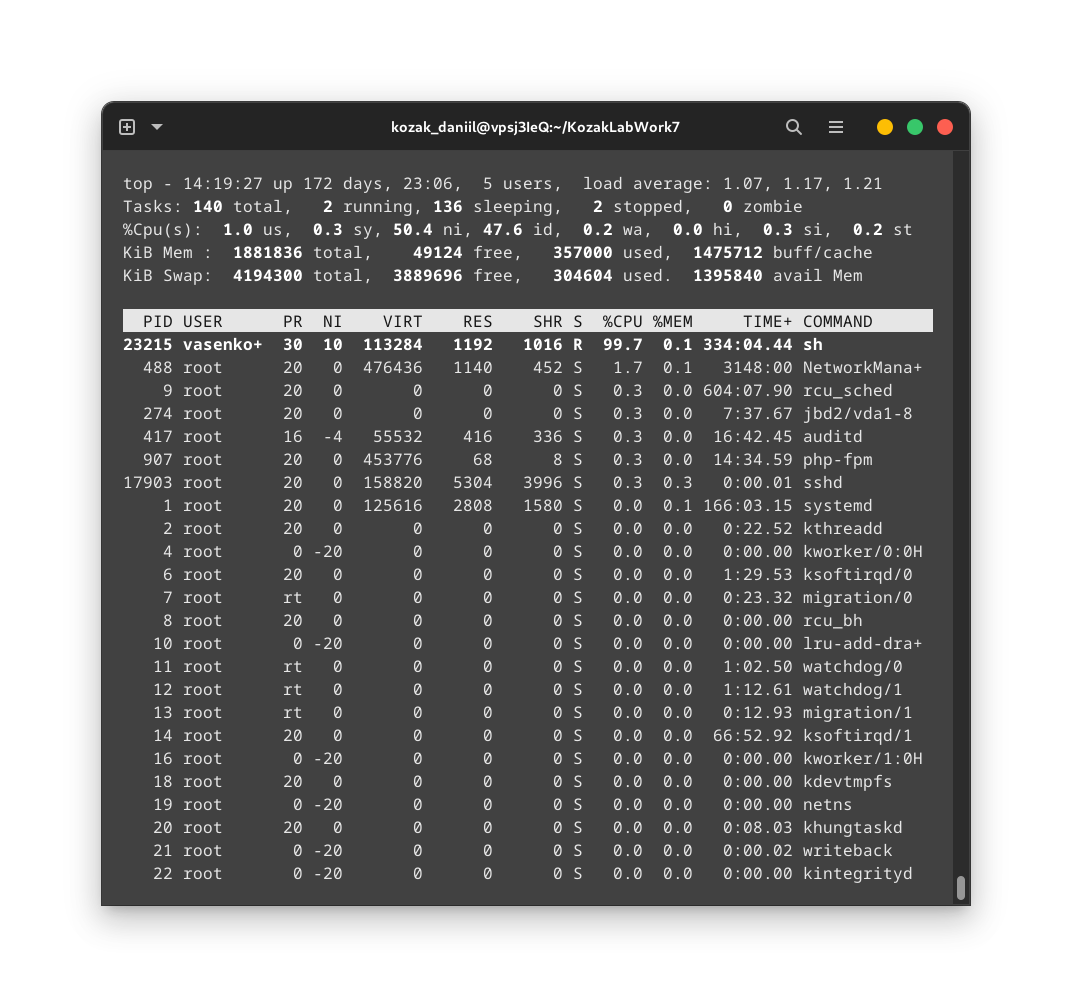 kozak_daniil@vpsj3IeQ:~/KozakLabWork7
top - 14:19:27 up 172 days, 23:06,  5 users,  load average: 1.07, 1.17, 1.21
Tasks: 140 total,   2 running, 136 sleeping,   2 stopped,   0 zombie
%Cpu(s):  1.0 us,  0.3 sy, 50.4 ni, 47.6 id,  0.2 wa,  0.0 hi,  0.3 si,  0.2 st
KiB Mem :  1881836 total,    49124 free,   357000 used,  1475712 buff/cache
KiB Swap:  4194300 total,  3889696 free,   304604 used.  1395840 avail Mem
  PID USER      PR  NI    VIRT    RES    SHR S  %CPU %MEM     TIME+ COMMAND
23215 vasenko+  30  10  113284   1192   1016 R  99.7  0.1 334:04.44 sh
  488 root      20   0  476436   1140    452 S   1.7  0.1   3148:00 NetworkMana+
    9 root      20   0       0      0      0 S   0.3  0.0 604:07.90 rcu_sched
  274 root      20   0       0      0      0 S   0.3  0.0   7:37.67 jbd2/vda1-8
  417 root      16  -4   55532    416    336 S   0.3  0.0  16:42.45 auditd
  907 root      20   0  453776     68      8 S   0.3  0.0  14:34.59 php-fpm
17903 root      20   0  158820   5304   3996 S   0.3  0.3   0:00.01 sshd
    1 root      20   0  125616   2808   1580 S   0.0  0.1 166:03.15 systemd
    2 root      20   0       0      0      0 S   0.0  0.0   0:22.52 kthreadd
    4 root       0 -20       0      0      0 S   0.0  0.0   0:00.00 kworker/0:0H
    6 root      20   0       0      0      0 S   0.0  0.0   1:29.53 ksoftirqd/0
    7 root      rt   0       0      0      0 S   0.0  0.0   0:23.32 migration/0
    8 root      20   0       0      0      0 S   0.0  0.0   0:00.00 rcu_bh
   10 root       0 -20       0      0      0 S   0.0  0.0   0:00.00 lru-add-dra+
   11 root      rt   0       0      0      0 S   0.0  0.0   1:02.50 watchdog/0
   12 root      rt   0       0      0      0 S   0.0  0.0   1:12.61 watchdog/1
   13 root      rt   0       0      0      0 S   0.0  0.0   0:12.93 migration/1
   14 root      20   0       0      0      0 S   0.0  0.0  66:52.92 ksoftirqd/1
   16 root       0 -20       0      0      0 S   0.0  0.0   0:00.00 kworker/1:0H
   18 root      20   0       0      0      0 S   0.0  0.0   0:00.00 kdevtmpfs
   19 root       0 -20       0      0      0 S   0.0  0.0   0:00.00 netns
   20 root      20   0       0      0      0 S   0.0  0.0   0:08.03 khungtaskd
   21 root       0 -20       0      0      0 S   0.0  0.0   0:00.02 writeback
   22 root       0 -20       0      0      0 S   0.0  0.0   0:00.00 kintegrityd